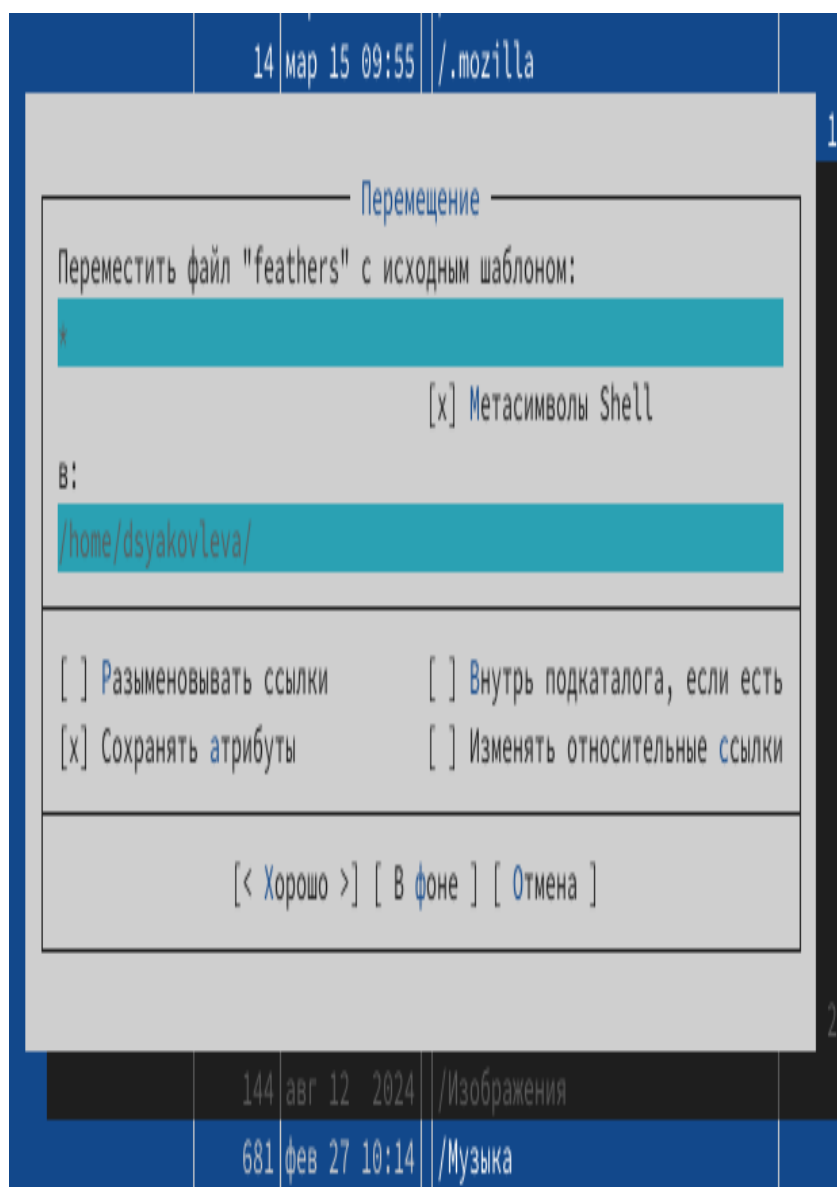 14 мар 15 09:55 /.mozilla
1
Перемещение
Переместить файл "feathers" с исходным шаблоном:
*
[x] Метасимволы Shell
в:
/home/dsyakovleva/
[ ] Разыменовывать ссылки [ ] Внутрь подкаталога, если есть
[x] Сохранять атрибуты [ ] Изменять относительные ссылки
[< Хорошо >] [ В фоне ] [ Отмена ]
2
144 авг 12 2024 /Изображения
681 фев 27 10:14 /Музыка